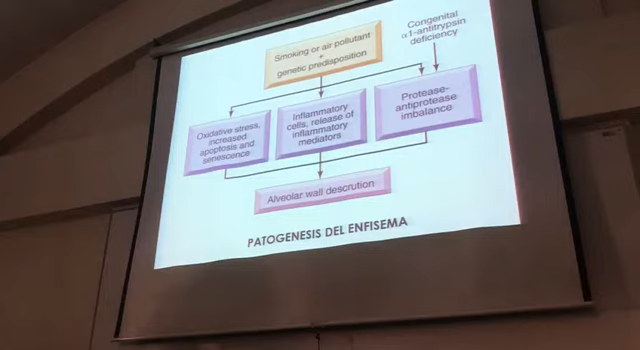 Smoking or air pollutant
+
genetic predisposition
Congenital
α1-antitrypsin
deficiency
Oxidative stress,
increased
apoptosis and
senescence
Inflammatory
cells, release of
inflammatory
mediators
Protease-
antiprotease
imbalance
Alveolar wall descrution
PATOGENESIS DEL ENFISEMA